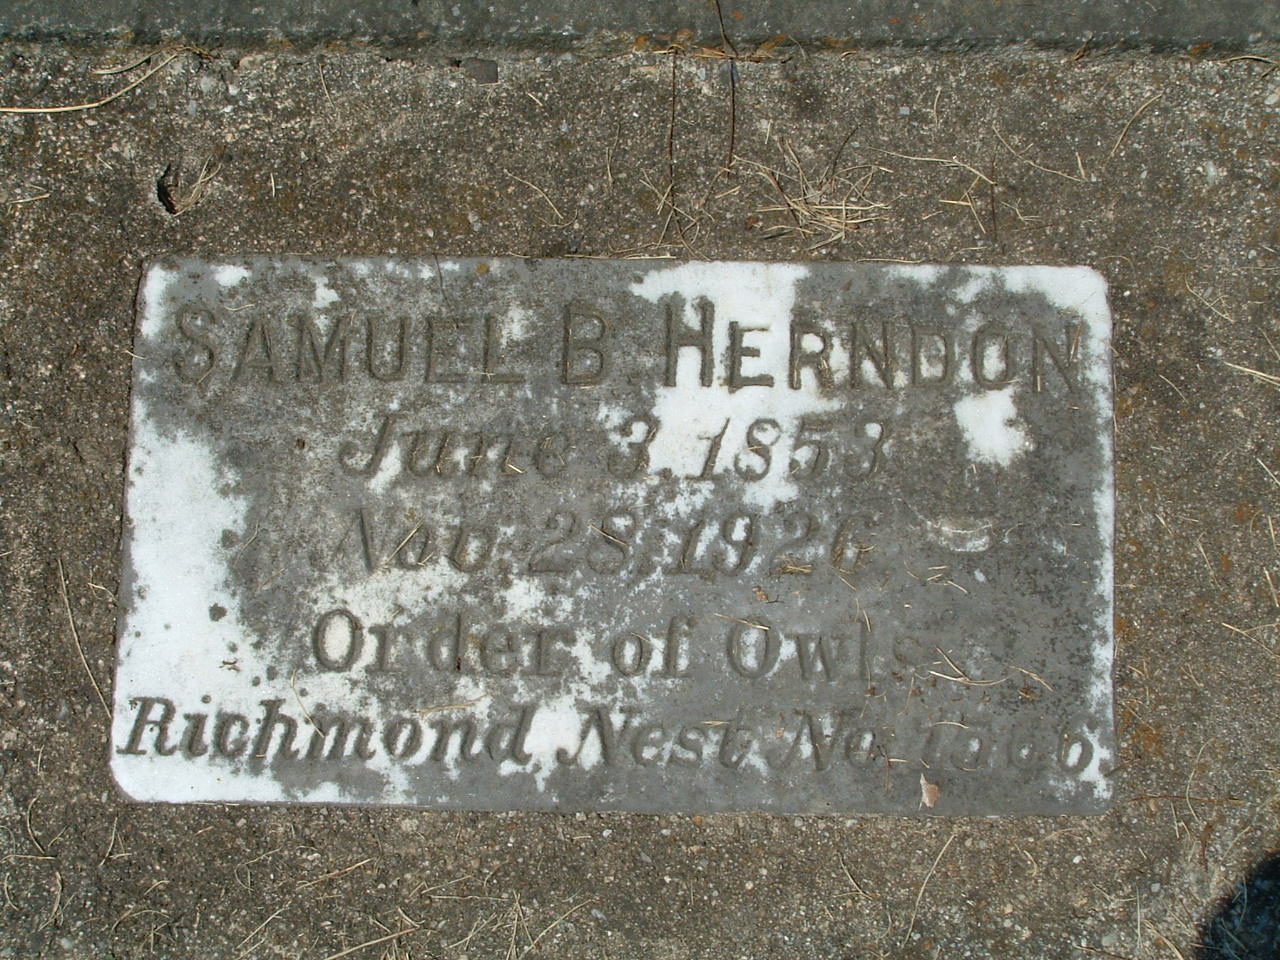 SAMUEL B. HERNDON
June 3, 1853
Nov. 28, 1926
Order of Owls
Richmond Nest No.